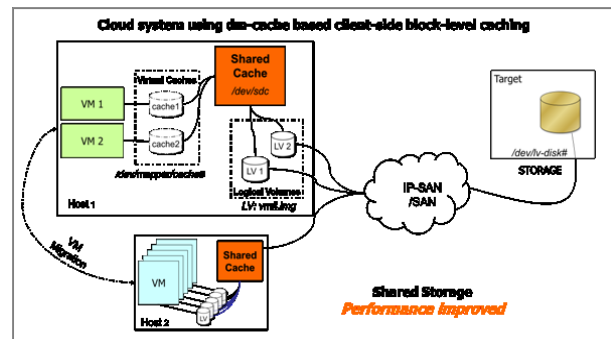 Cloud system using dm-cache based client-side block-level caching
Shared
Cache
/dev/sdc
Virtual Caches
VM 1
cache1
VM 2
cache2
/dev/mapper/cache#
LV 2
LV 1
Logical Volumes
LV: vm#.img
Host 1
Target
/dev/lv-disk#
STORAGE
IP-SAN
/SAN
VM
Migration
Shared
Cache
VM
LV
Host 2
Shared Storage
Performance Improved